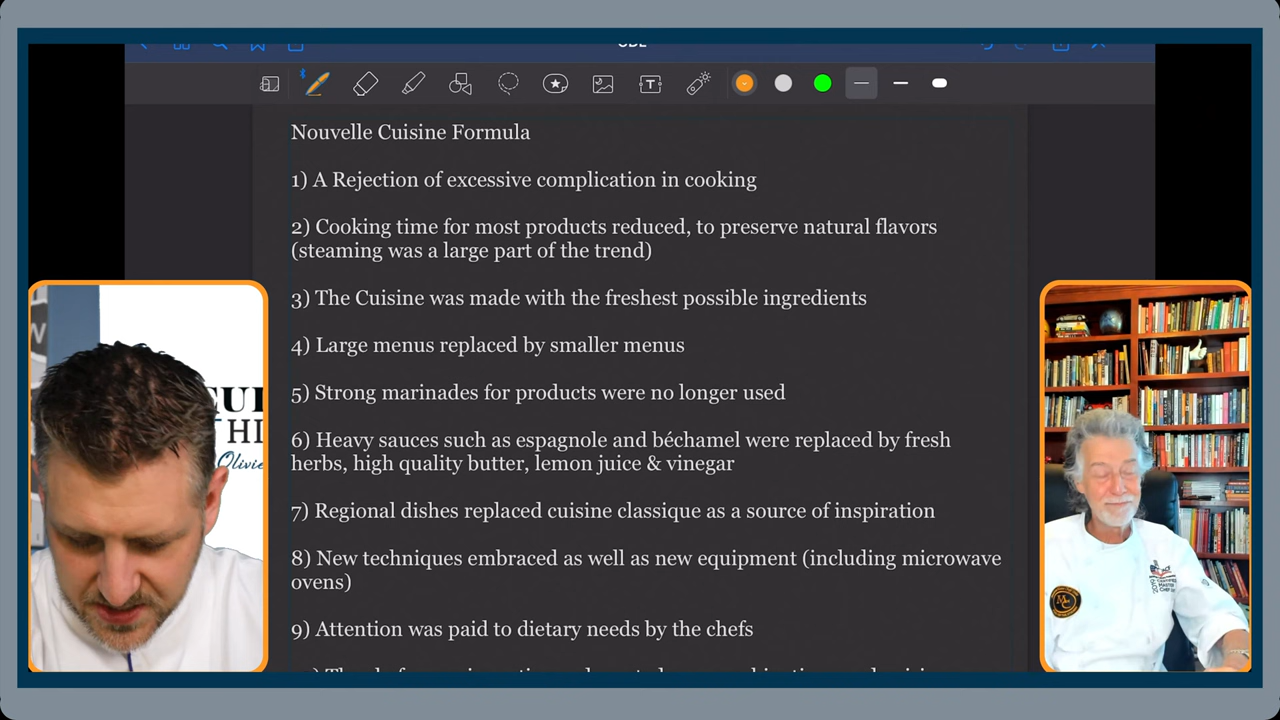 Nouvelle Cuisine Formula
1) A Rejection of excessive complication in cooking
2) Cooking time for most products reduced, to preserve natural flavors
(steaming was a large part of the trend)
3) The Cuisine was made with the freshest possible ingredients
4) Large menus replaced by smaller menus
5) Strong marinades for products were no longer used
6) Heavy sauces such as espagnole and béchamel were replaced by fresh
herbs, high quality butter, lemon juice & vinegar
7) Regional dishes replaced cuisine classique as a source of inspiration
8) New techniques embraced as well as new equipment (including microwave
ovens)
9) Attention was paid to dietary needs by the chefs